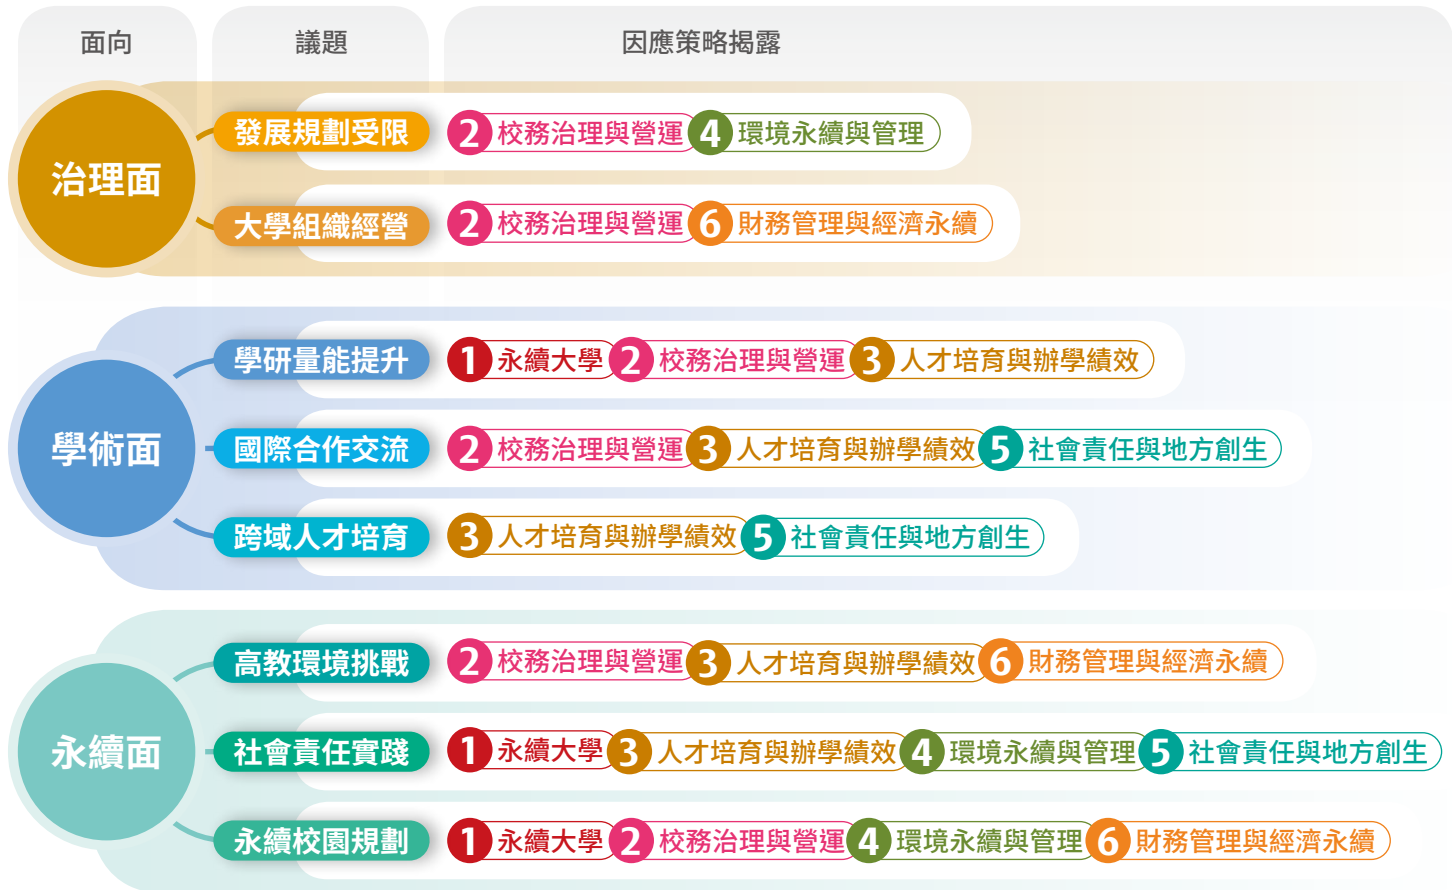 面向 議題 因應策略揭露
治理面
發展規劃受限 2 校務治理與營運 4 環境永續與管理
大學組織經營 2 校務治理與營運 6 財務管理與經濟永續
學術面
學研量能提升 1 永續大學 2 校務治理與營運 3 人才培育與辦學績效
國際合作交流 2 校務治理與營運 3 人才培育與辦學績效 5 社會責任與地方創生
跨域人才培育 3 人才培育與辦學績效 5 社會責任與地方創生
永續面
高教環境挑戰 2 校務治理與營運 3 人才培育與辦學績效 6 財務管理與經濟永續
社會責任實踐 1 永續大學 3 人才培育與辦學績效 4 環境永續與管理 5 社會責任與地方創生
永續校園規劃 1 永續大學 2 校務治理與營運 4 環境永續與管理 6 財務管理與經濟永續